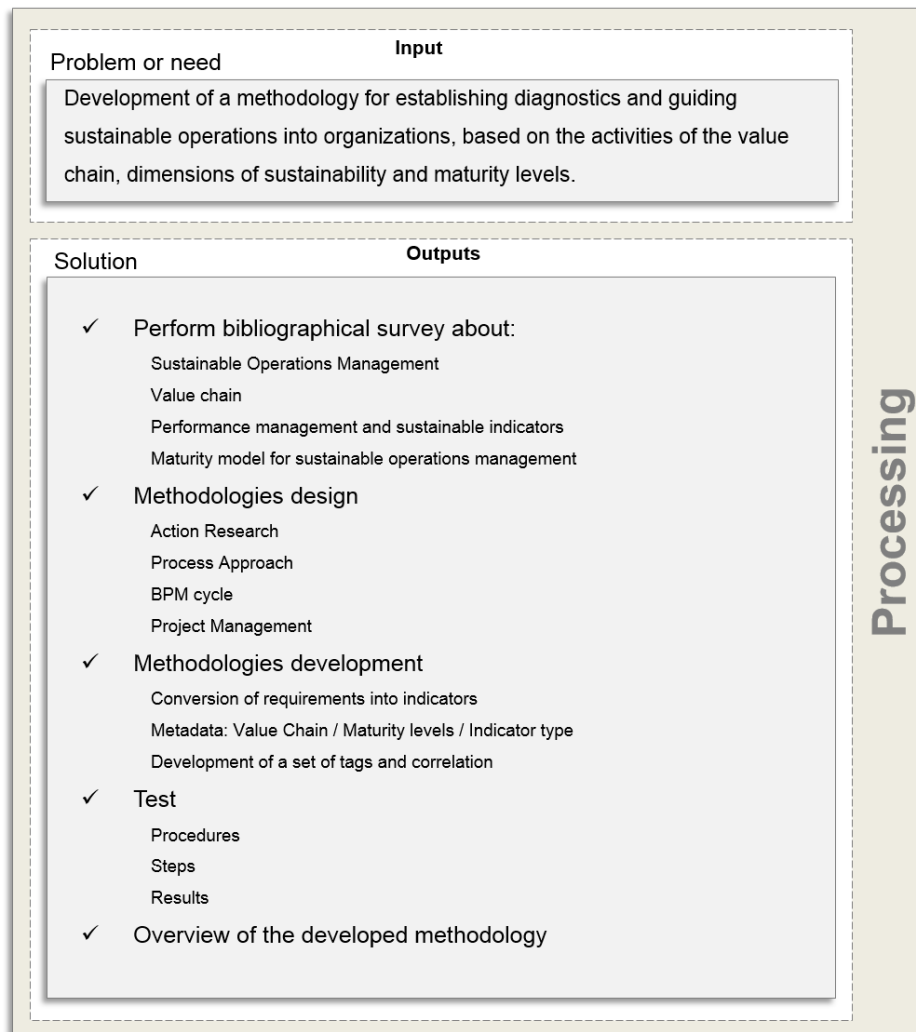 Input
Problem or need
Development of a methodology for establishing diagnostics and guiding
sustainable operations into organizations, based on the activities of the value
chain, dimensions of sustainability and maturity levels.
Outputs
Solution
✓ Perform bibliographical survey about:
Sustainable Operations Management
Value chain
Performance management and sustainable indicators
Maturity model for sustainable operations management
✓ Methodologies design
Action Research
Process Approach
BPM cycle
Project Management
✓ Methodologies development
Conversion of requirements into indicators
Metadata: Value Chain / Maturity levels / Indicator type
Development of a set of tags and correlation
✓ Test
Procedures
Steps
Results
✓ Overview of the developed methodology
Processing